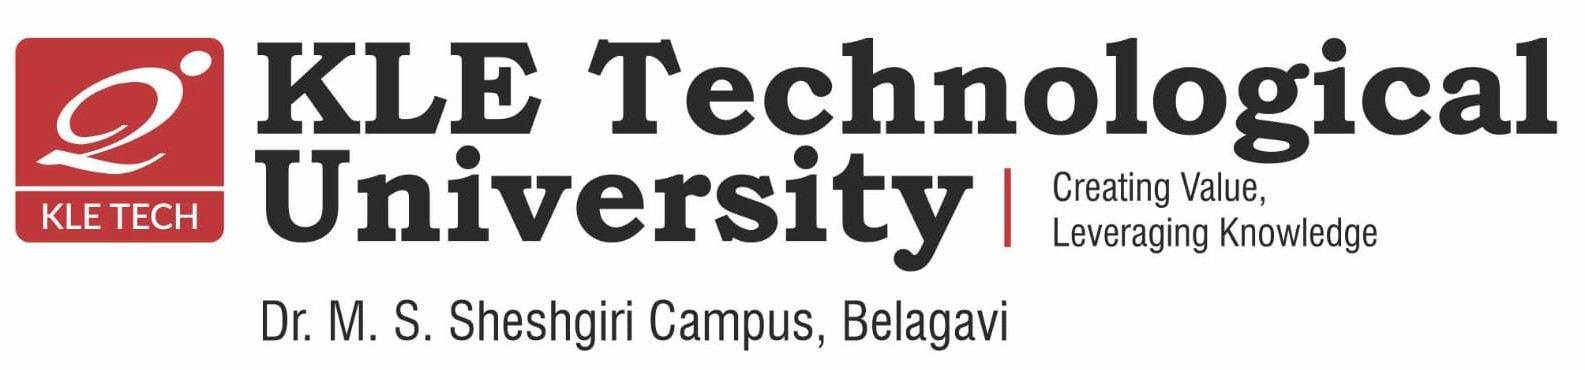 KLE TECH
KLE Technological
University
Creating Value,
Leveraging Knowledge
Dr. M. S. Sheshgiri Campus, Belagavi